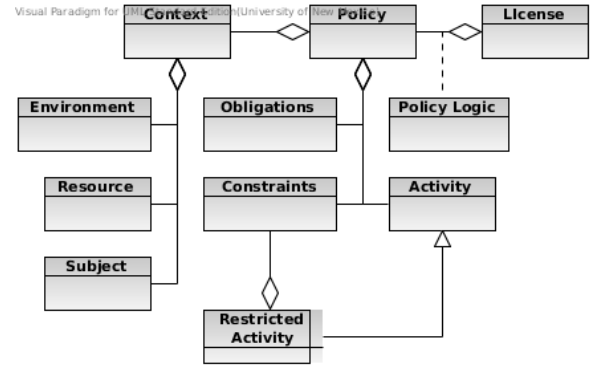 Visual Paradigm for UML Edition(University of New
Context
Policy
LIcense
Environment
Obligations
Policy Logic
Resource
Constraints
Activity
Subject
Restricted
Activity